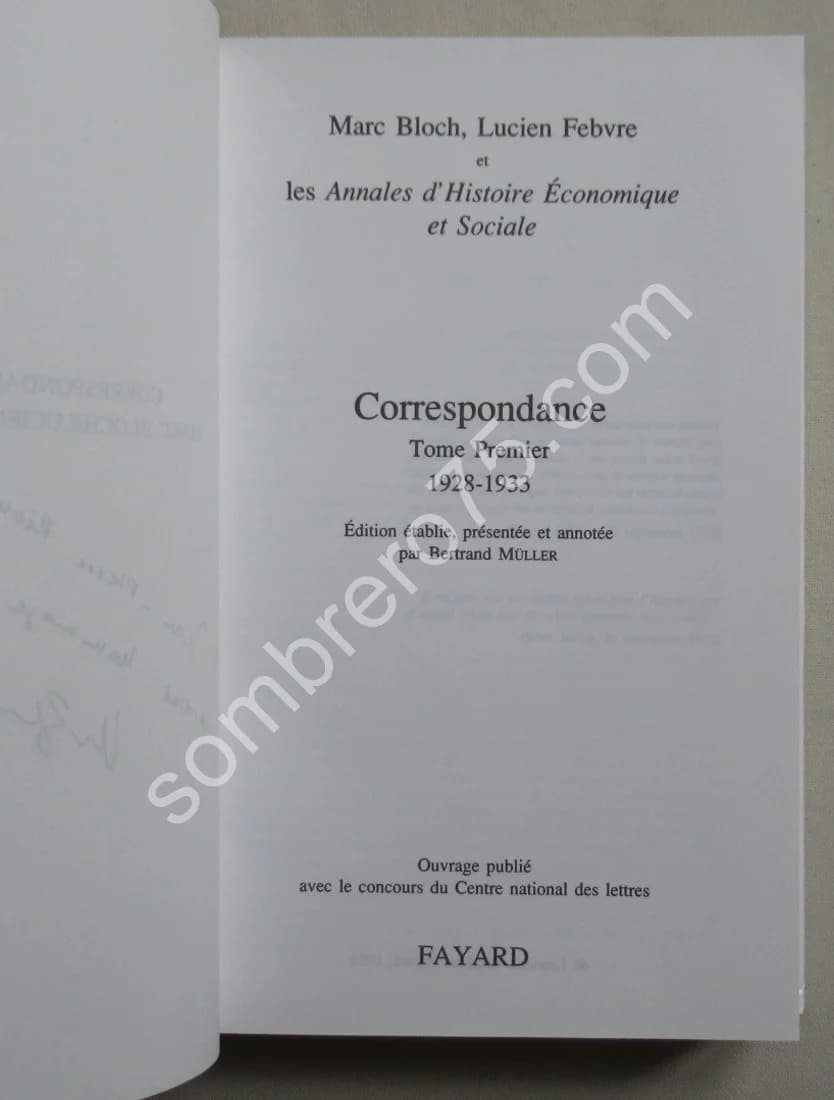 Marc Bloch, Lucien Febvre
et
les Annales d'Histoire Économique
et Sociale
Correspondance
Tome Premier
1928-1933
Édition établie, présentée et annotée
par Bertrand MÜLLER
Ouvrage publié
avec le concours du Centre national des lettres
FAYARD
sombrero75.com